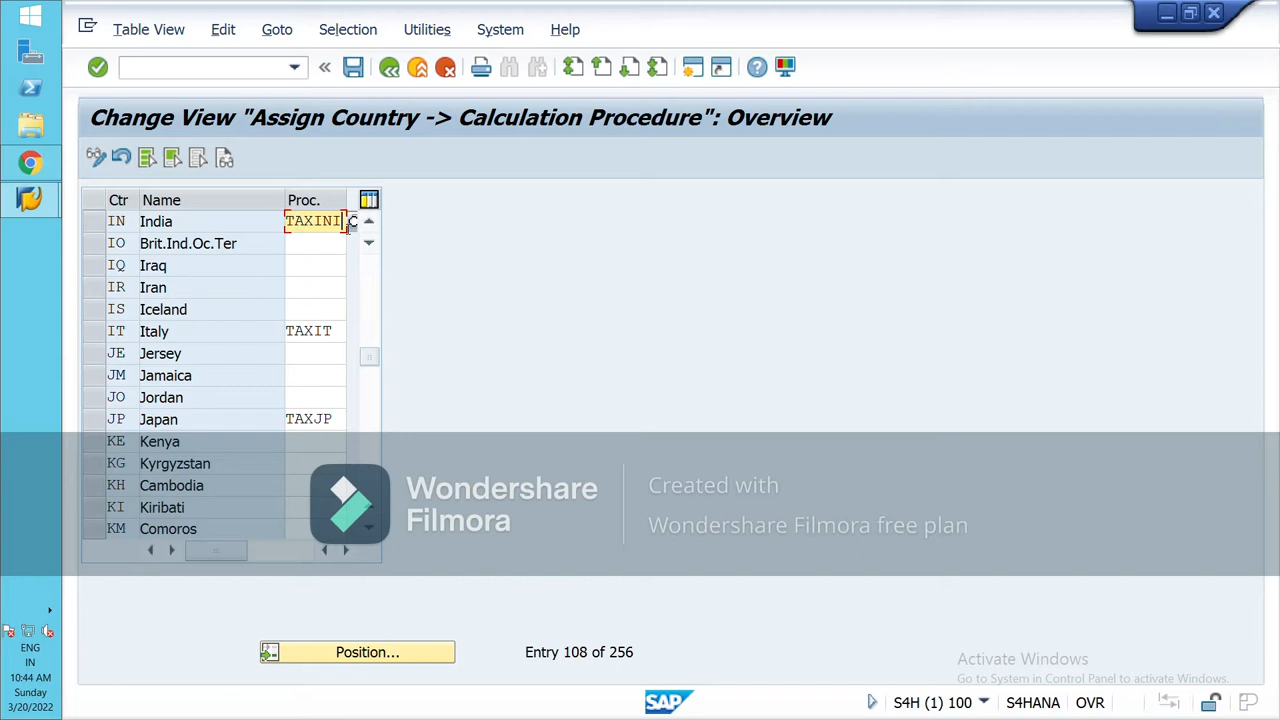 Table View Edit Goto Selection Utilities System Help
Change View "Assign Country -> Calculation Procedure": Overview
Ctr Name Proc.
IN India TAXINI
IO Brit.Ind.Oc.Ter
IQ Iraq
IR Iran
IS Iceland
IT Italy TAXIT
JE Jersey
JM Jamaica
JO Jordan
JP Japan TAXJP
KE Kenya
KG Kyrgyzstan
KH Cambodia
KI Kiribati
KM Comoros
Wondershare
Filmora
Created with
Wondershare Filmora free plan
Position... Entry 108 of 256
Activate Windows
Go to System in Control Panel to activate Windows.
SAP S4H (1) 100 S4HANA OVR
ENG
IN
10:44 AM
Sunday
3/20/2022